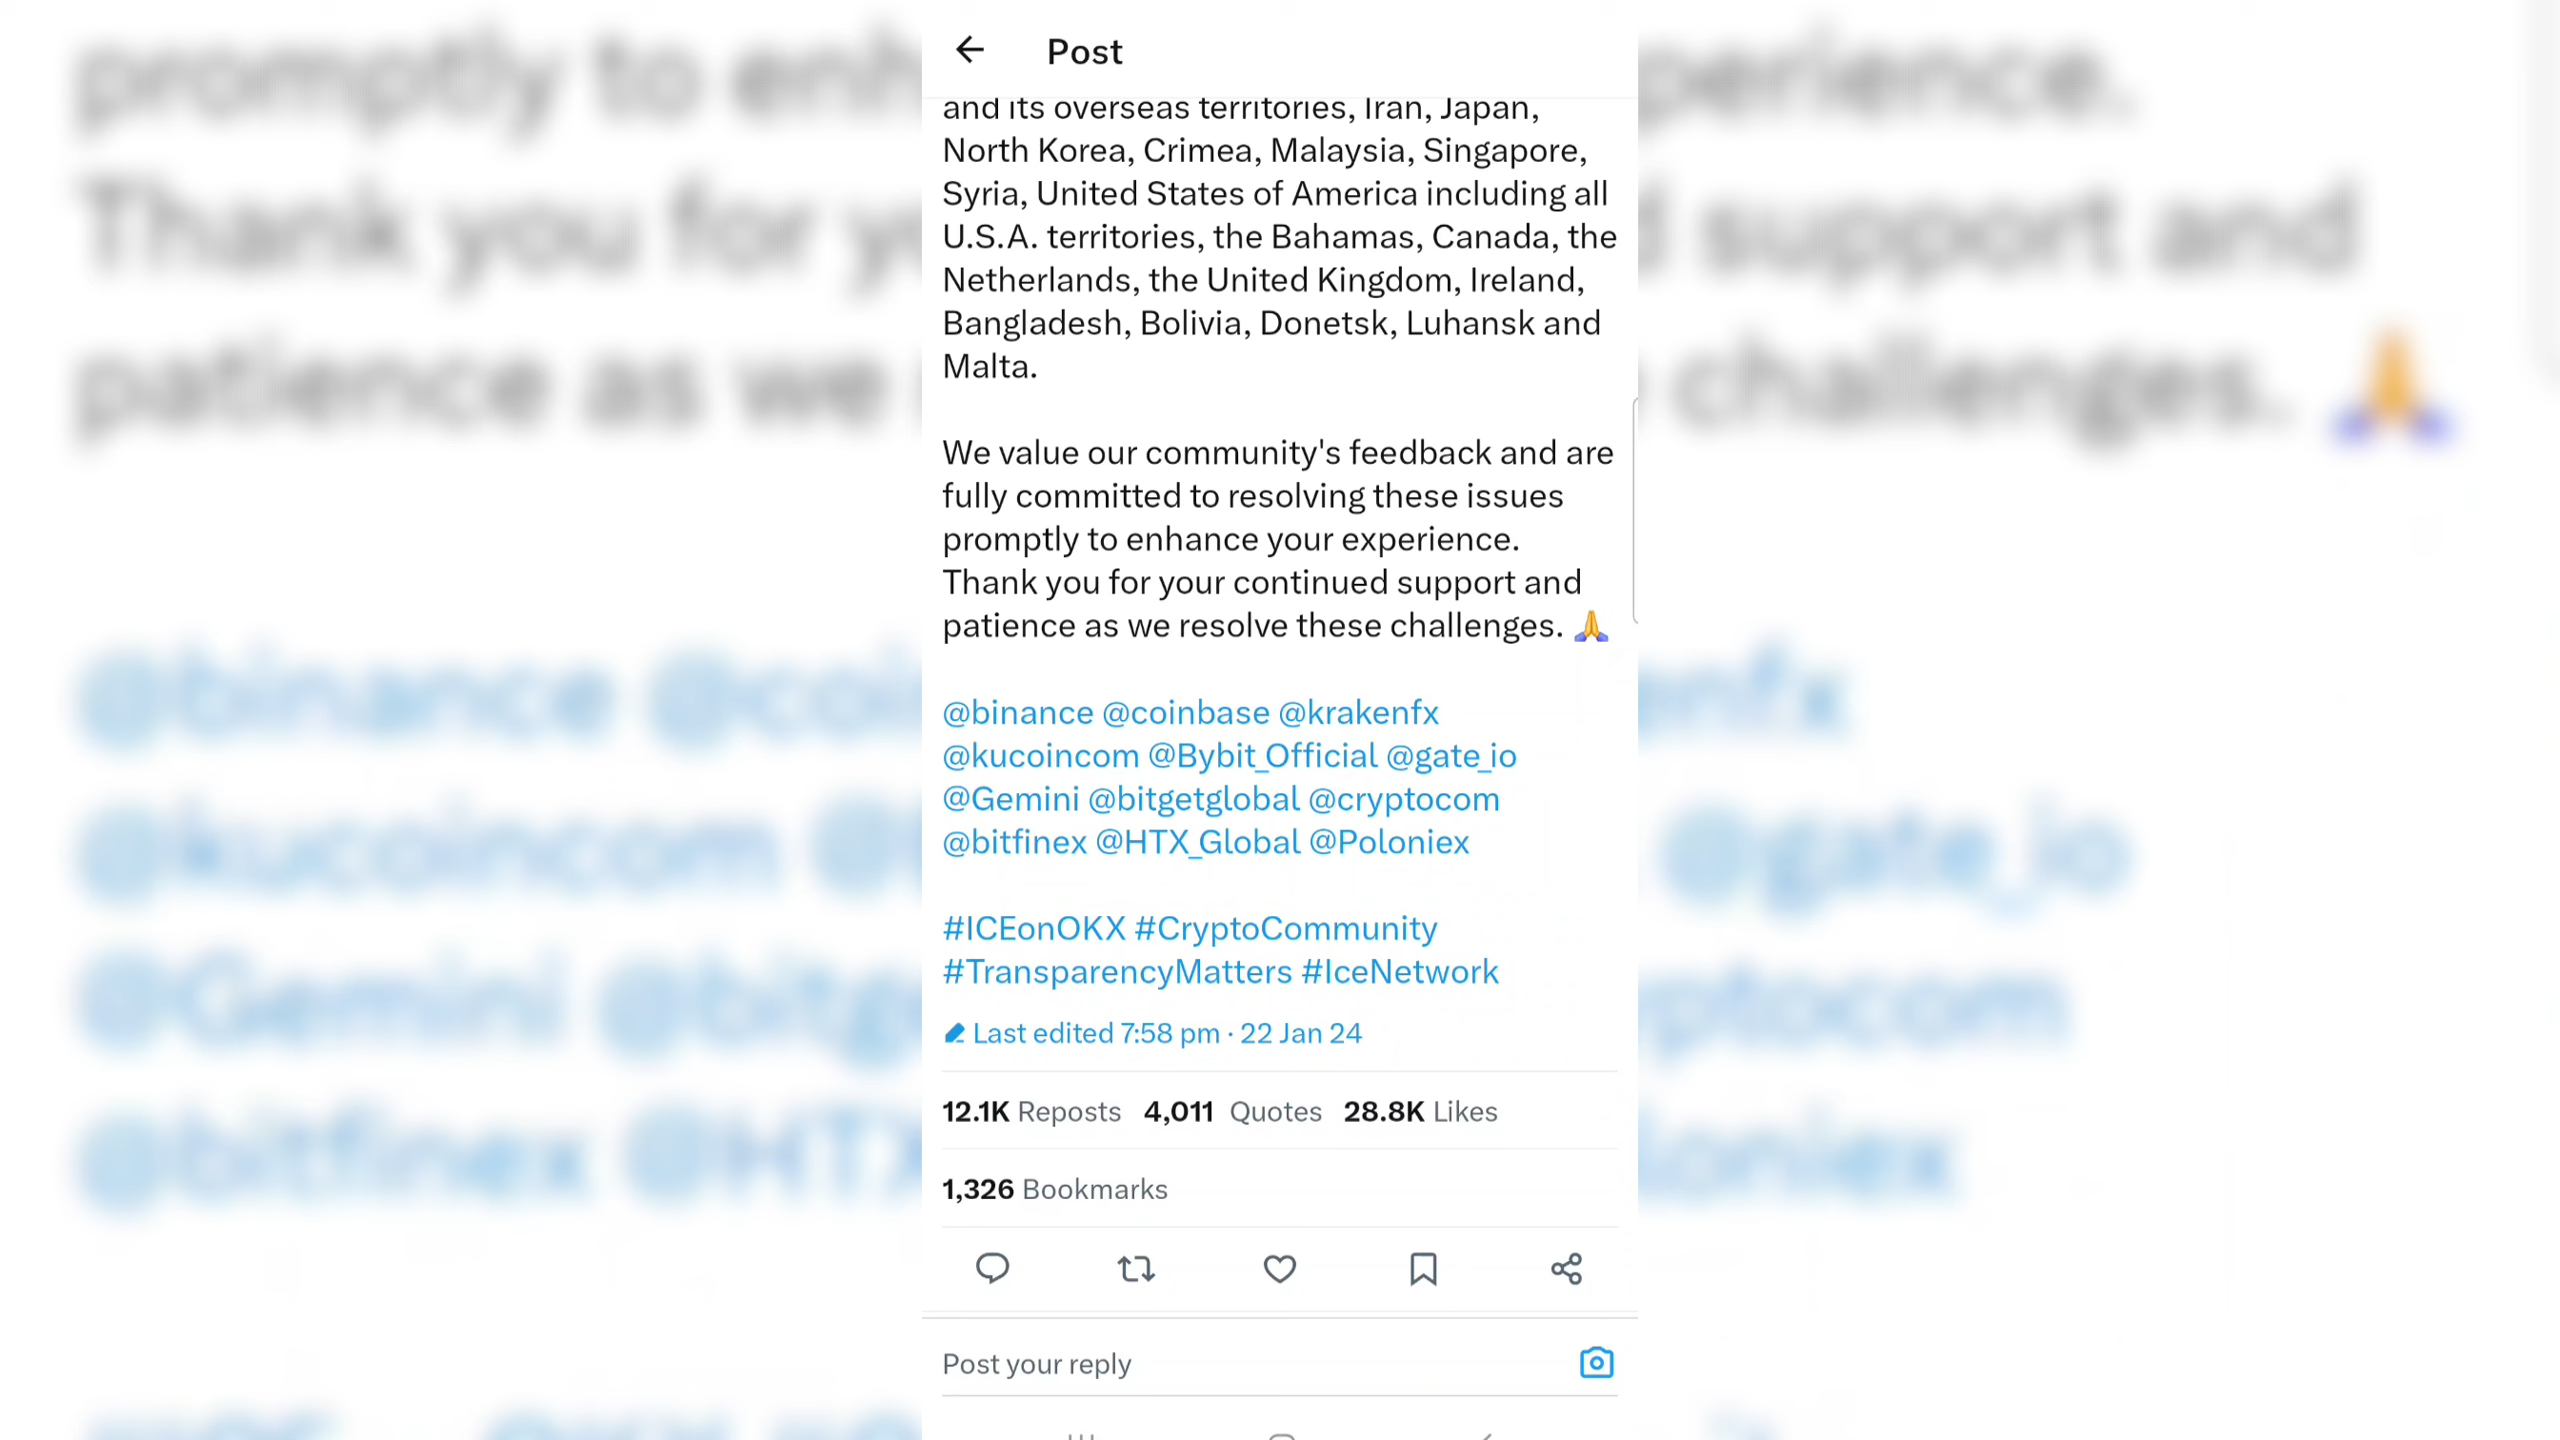 Post
and its overseas territories, Iran, Japan,
North Korea, Crimea, Malaysia, Singapore,
Syria, United States of America including all
U.S.A. territories, the Bahamas, Canada, the
Netherlands, the United Kingdom, Ireland,
Bangladesh, Bolivia, Donetsk, Luhansk and
Malta.
We value our community's feedback and are
fully committed to resolving these issues
promptly to enhance your experience.
Thank you for your continued support and
patience as we resolve these challenges. 🙏
@binance @coinbase @krakenfx
@kucoincom @Bybit_Official @gate_io
@Gemini @bitgetglobal @cryptocom
@bitfinex @HTX_Global @Poloniex
#ICEonOKX #CryptoCommunity
#TransparencyMatters #IceNetwork
Last edited 7:58 pm · 22 Jan 24
12.1K Reposts 4,011 Quotes 28.8K Likes
1,326 Bookmarks
Post your reply